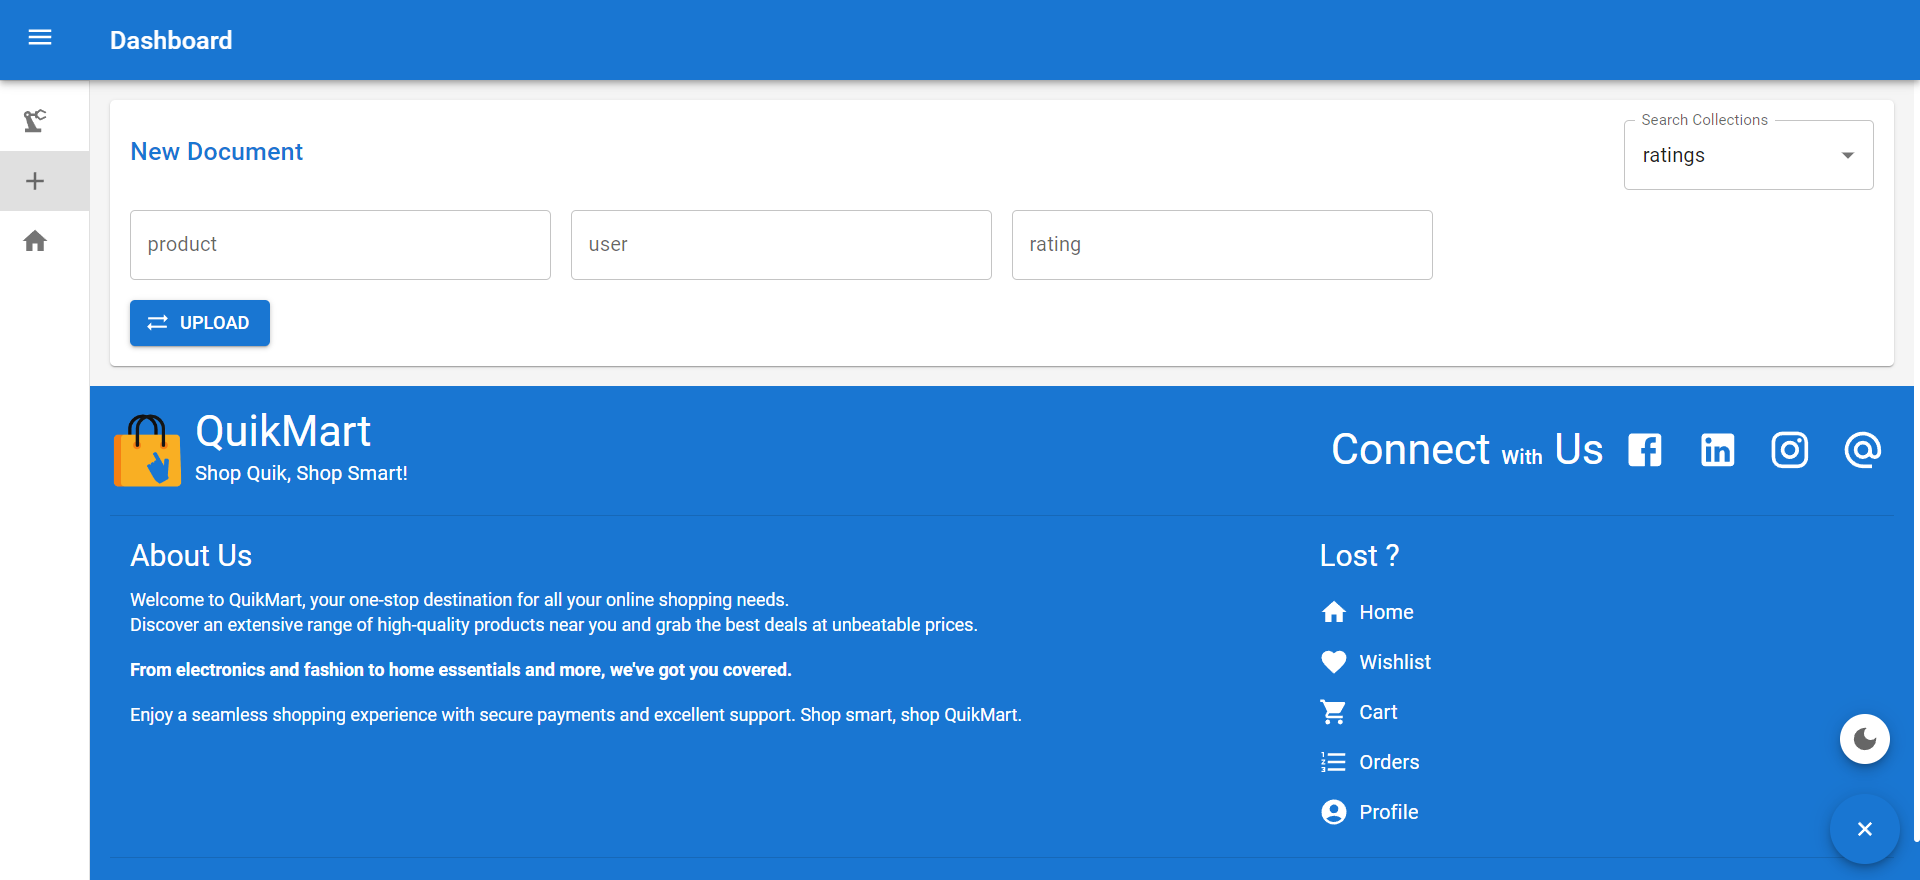 Dashboard
New Document
Search Collections
ratings
product
user
rating
UPLOAD
QuikMart
Shop Quik, Shop Smart!
Connect With Us
About Us
Welcome to QuikMart, your one-stop destination for all your online shopping needs.
Discover an extensive range of high-quality products near you and grab the best deals at unbeatable prices.
From electronics and fashion to home essentials and more, we've got you covered.
Enjoy a seamless shopping experience with secure payments and excellent support. Shop smart, shop QuikMart.
Lost ?
Home
Wishlist
Cart
Orders
Profile